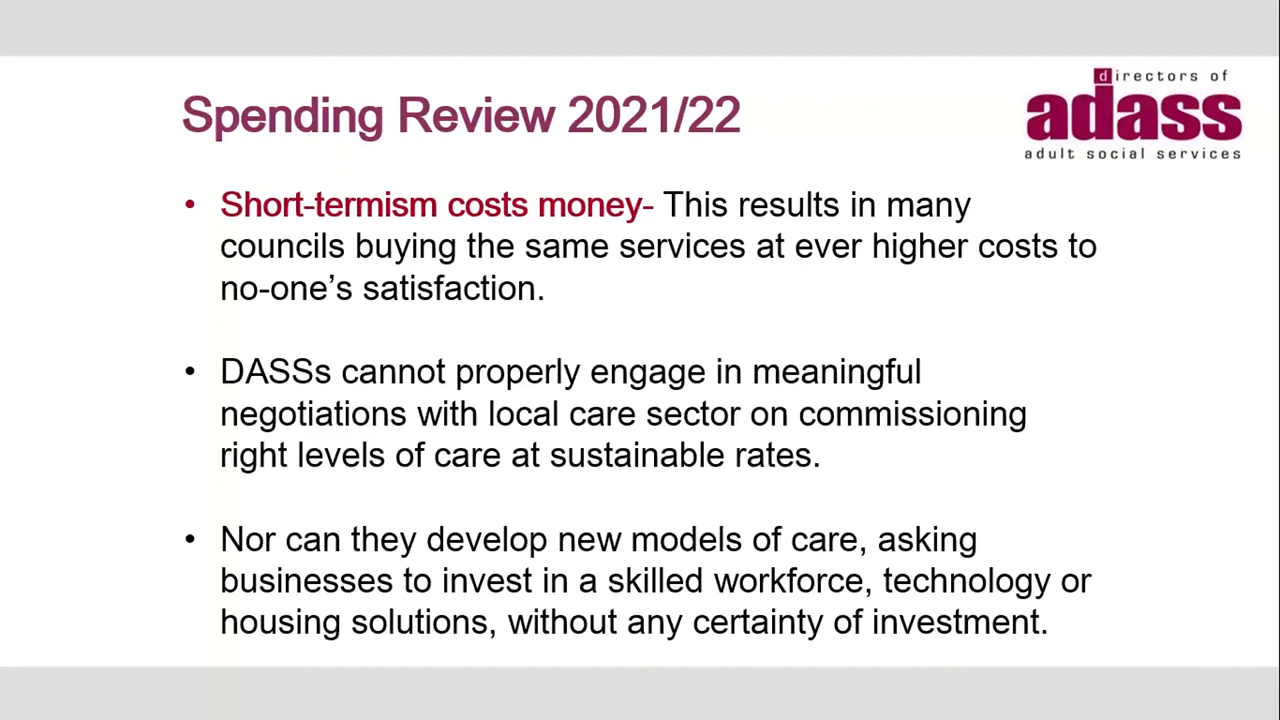 Spending Review 2021/22
directors of
adass
adult social services
• Short-termism costs money- This results in many
councils buying the same services at ever higher costs to
no-one’s satisfaction.
• DASSs cannot properly engage in meaningful
negotiations with local care sector on commissioning
right levels of care at sustainable rates.
• Nor can they develop new models of care, asking
businesses to invest in a skilled workforce, technology or
housing solutions, without any certainty of investment.